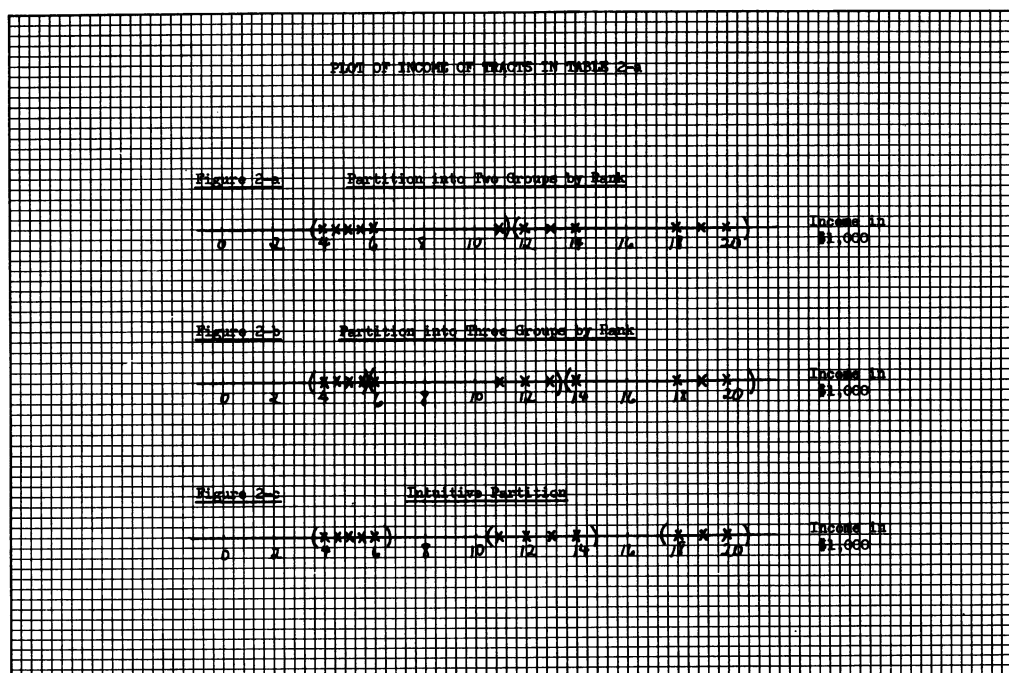 PLOT OF INCOME OF TRACTS IN TABLE 2-a
Figure 2-a Partition into Two Groups by Rank
Income in
$1,000
0 2 4 6 8 10 12 14 16 18 20
Figure 2-b Partition into Three Groups by Rank
Income in
$1,000
0 2 4 6 8 10 12 14 16 18 20
Figure 2-c Intuitive Partition
Income in
$1,000
0 2 4 6 8 10 12 14 16 18 20